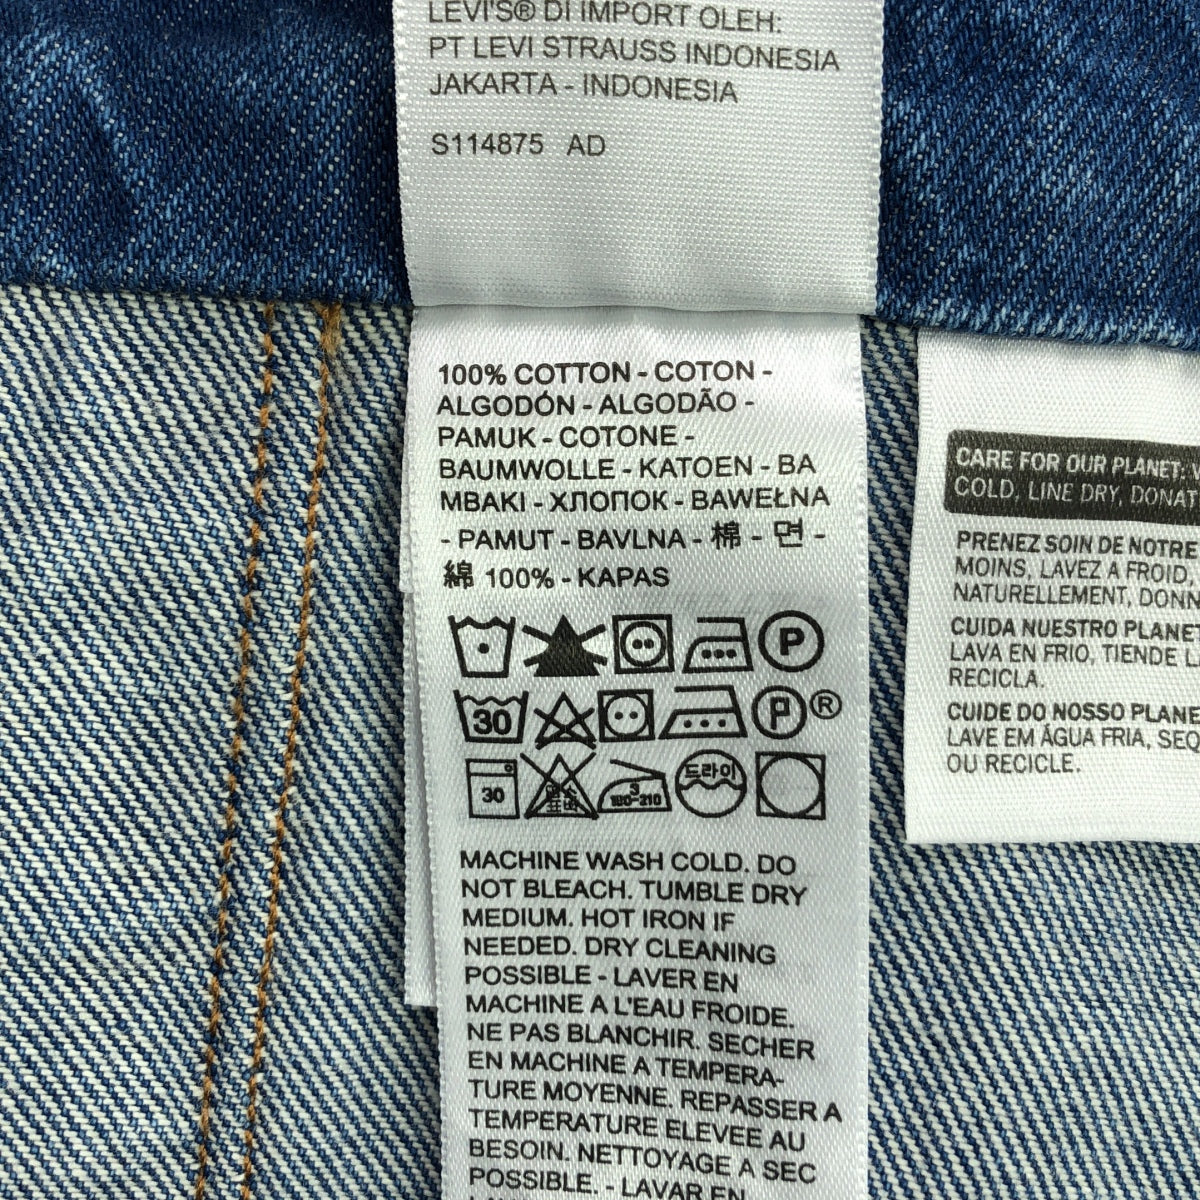 LEVI'S® DI IMPORT OLEH:
PT LEVI STRAUSS INDONESIA
JAKARTA - INDONESIA
S114875 AD
100% COTTON - COTON -
ALGODÓN - ALGODÃO -
PAMUK - COTONE -
BAUMWOLLE - KATOEN - BA
MBAKI - ХЛОПОК - BAWEŁNA
- PAMUT - BAVLNA - 棉 - 면 -
綿 100% - KAPAS
P
30 P®
30 3 180-210 드라이
MACHINE WASH COLD. DO
NOT BLEACH. TUMBLE DRY
MEDIUM. HOT IRON IF
NEEDED. DRY CLEANING
POSSIBLE - LAVER EN
MACHINE A L'EAU FROIDE.
NE PAS BLANCHIR. SECHER
EN MACHINE A TEMPERA-
TURE MOYENNE. REPASSER A
TEMPERATURE ELEVEE AU
BESOIN. NETTOYAGE A SEC
POSSIBLE. - LAVAR EN
CARE FOR OUR PLANET:
COLD, LINE DRY, DONAT
PRENEZ SOIN DE NOTRE
MOINS, LAVEZ A FROID,
NATURELLEMENT, DONN
CUIDA NUESTRO PLANE
LAVA EN FRIO, TIENDE
RECICLA.
CUIDE DO NOSSO PLANE
LAVE EM ÁGUA FRIA, SEQ
OU RECICLE.